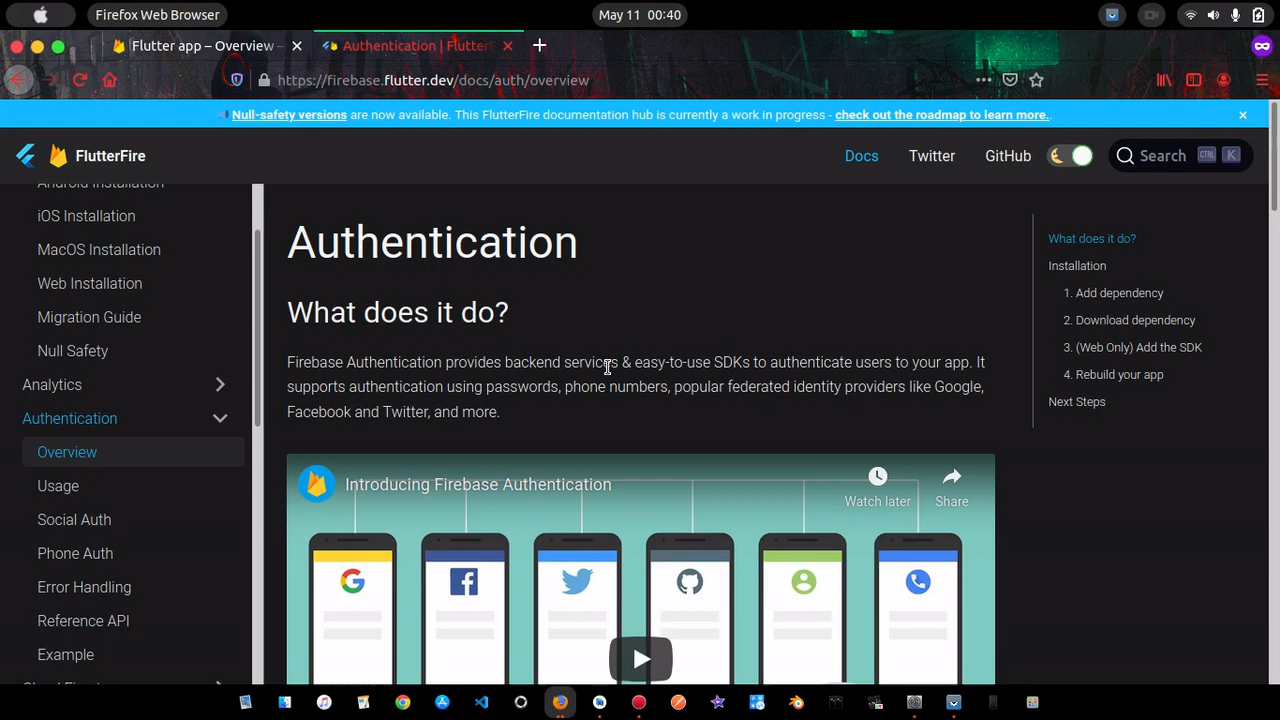 Firefox Web Browser
May 11 00:40
Flutter app – Overview –
Authentication | FlutterF
https://firebase.flutter.dev/docs/auth/overview
Null-safety versions are now available. This FlutterFire documentation hub is currently a work in progress - check out the roadmap to learn more..
FlutterFire
Docs
Twitter
GitHub
Search
CTRL
K
Android Installation
iOS Installation
MacOS Installation
Web Installation
Migration Guide
Null Safety
Analytics
Authentication
Overview
Usage
Social Auth
Phone Auth
Error Handling
Reference API
Example
Authentication
What does it do?
Firebase Authentication provides backend services & easy-to-use SDKs to authenticate users to your app. It
supports authentication using passwords, phone numbers, popular federated identity providers like Google,
Facebook and Twitter, and more.
Introducing Firebase Authentication
Watch later
Share
What does it do?
Installation
1. Add dependency
2. Download dependency
3. (Web Only) Add the SDK
4. Rebuild your app
Next Steps